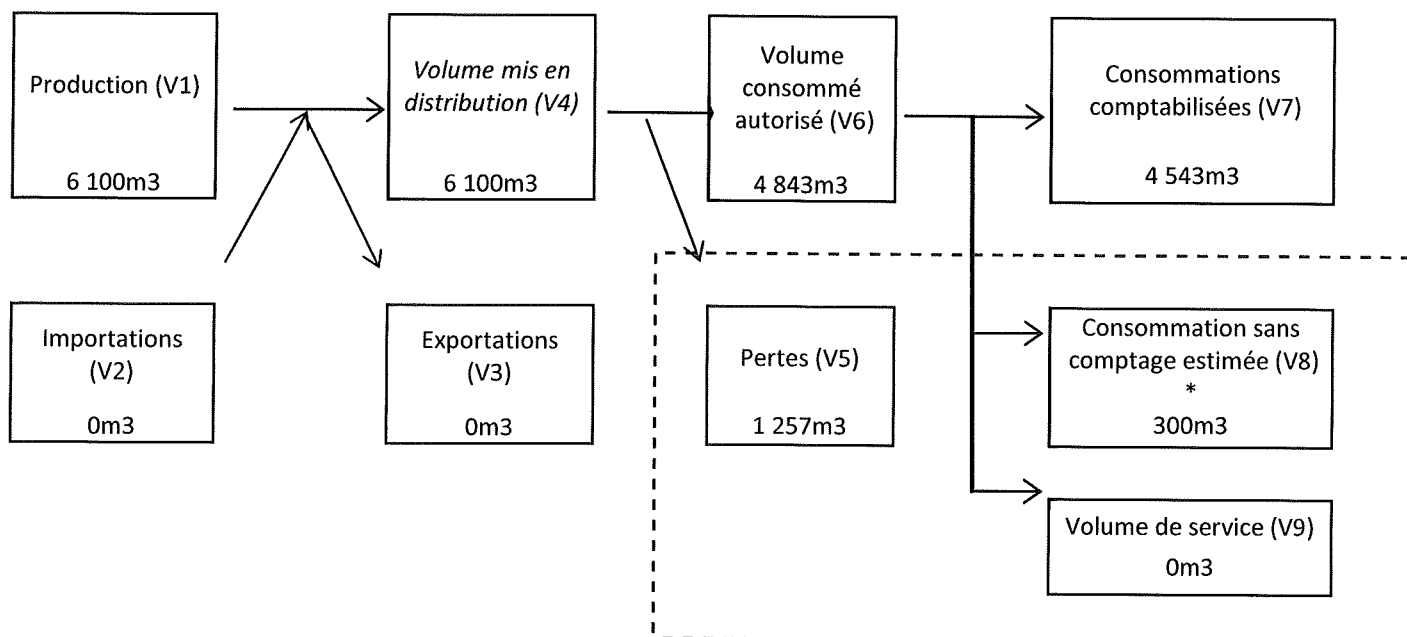 Production (V1)
6 100m3
Volume mis en
distribution (V4)
6 100m3
Volume
consommé
autorisé (V6)
4 843m3
Consommations
comptabilisées (V7)
4 543m3
Importations
(V2)
0m3
Exportations
(V3)
0m3
Pertes (V5)
1 257m3
Consommation sans
comptage estimée (V8)
*
300m3
Volume de service (V9)
0m3